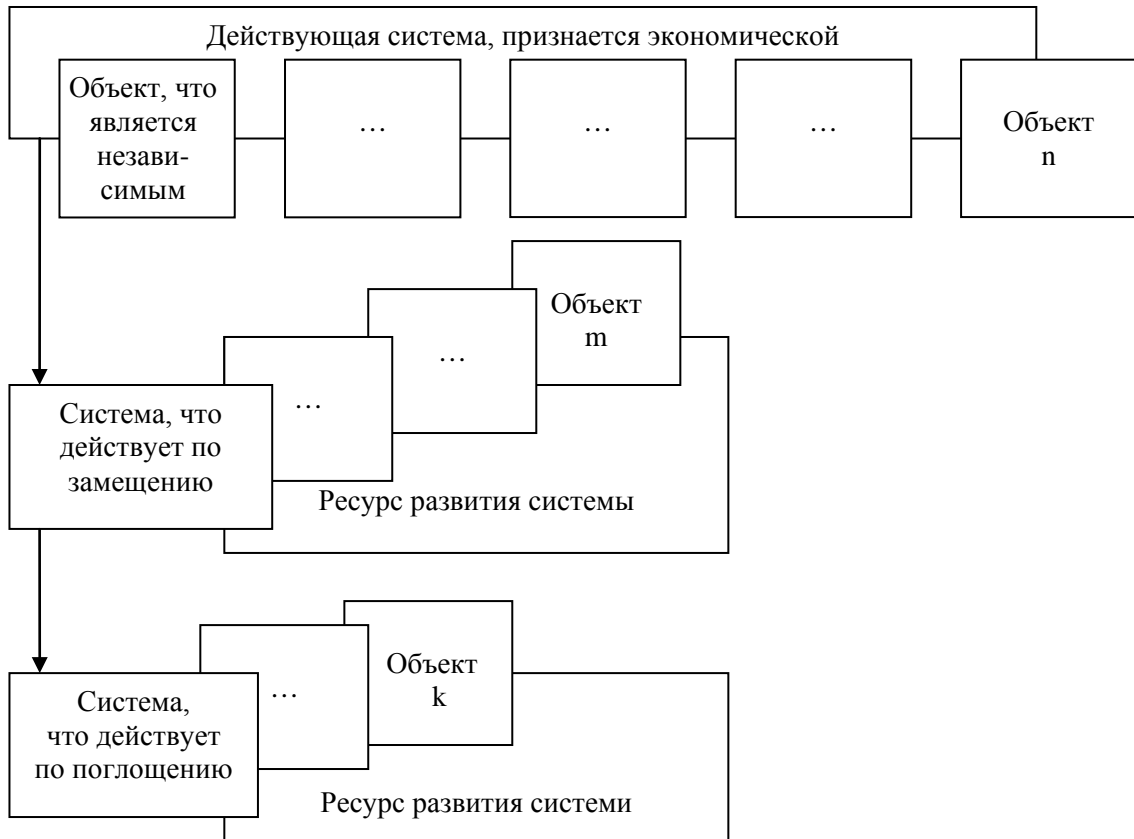 Действующая система, признается экономической
Объект, что
является
незави-
симым
…
…
…
Объект
n
Объект
m
…
…
Система, что
действует по
замещению
Ресурс развития системы
Объект
k
…
Система,
что действует
по поглощению
Ресурс развития системи